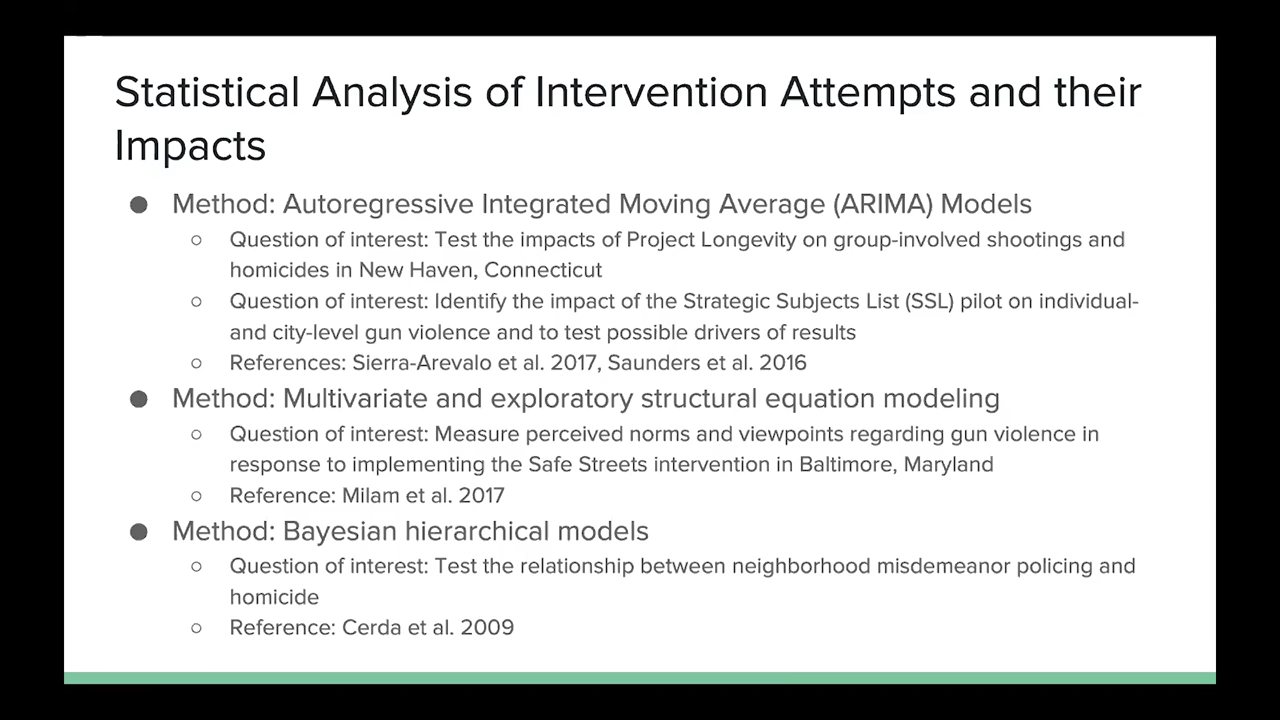 Statistical Analysis of Intervention Attempts and their
Impacts
● Method: Autoregressive Integrated Moving Average (ARIMA) Models
○ Question of interest: Test the impacts of Project Longevity on group-involved shootings and
homicides in New Haven, Connecticut
○ Question of interest: Identify the impact of the Strategic Subjects List (SSL) pilot on individual-
and city-level gun violence and to test possible drivers of results
○ References: Sierra-Arevalo et al. 2017, Saunders et al. 2016
● Method: Multivariate and exploratory structural equation modeling
○ Question of interest: Measure perceived norms and viewpoints regarding gun violence in
response to implementing the Safe Streets intervention in Baltimore, Maryland
○ Reference: Milam et al. 2017
● Method: Bayesian hierarchical models
○ Question of interest: Test the relationship between neighborhood misdemeanor policing and
homicide
○ Reference: Cerda et al. 2009